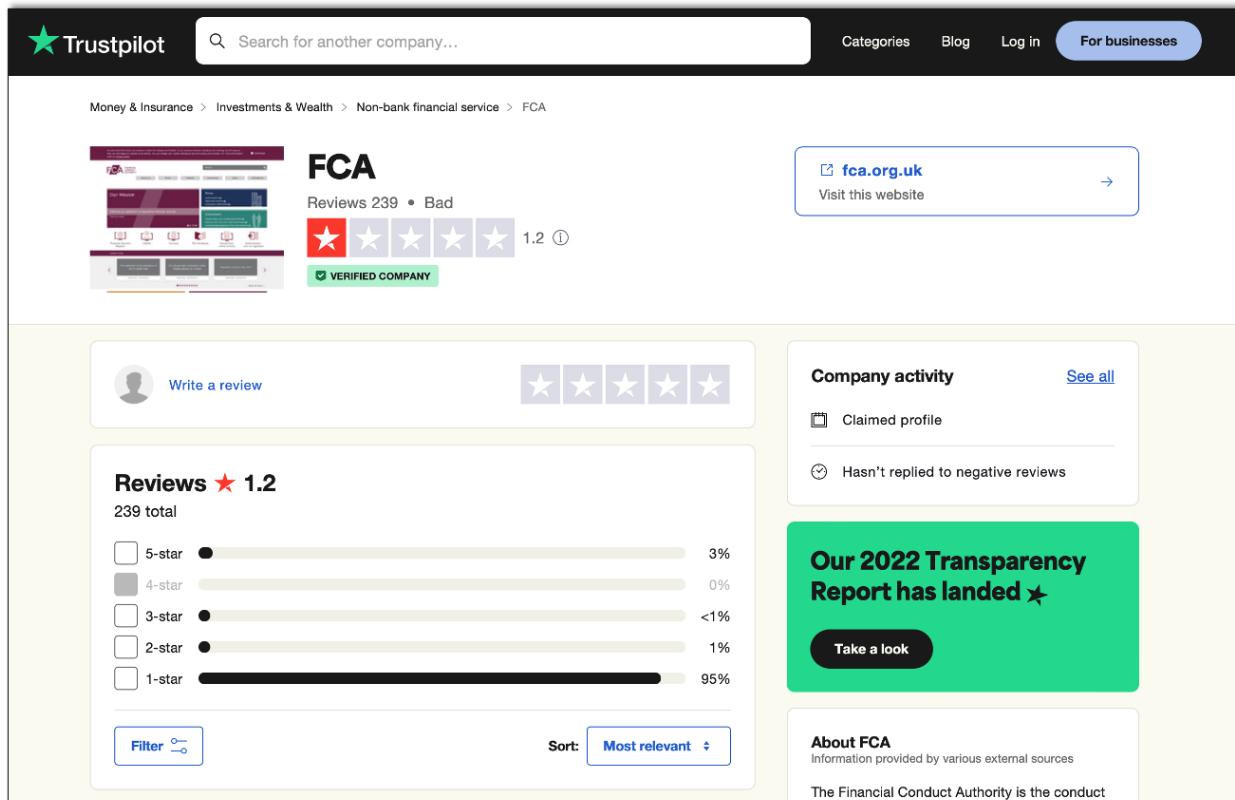 Trustpilot
Search for another company…
Categories
Blog
Log in
For businesses
Money & Insurance > Investments & Wealth > Non-bank financial service > FCA
FCA
Reviews 239 • Bad
1.2
VERIFIED COMPANY
fca.org.uk
Visit this website
Write a review
Reviews ★ 1.2
239 total
5-star 3%
4-star 0%
3-star <1%
2-star 1%
1-star 95%
Filter
Sort: Most relevant
Company activity
See all
Claimed profile
Hasn't replied to negative reviews
Our 2022 Transparency
Report has landed
Take a look
About FCA
Information provided by various external sources
The Financial Conduct Authority is the conduct